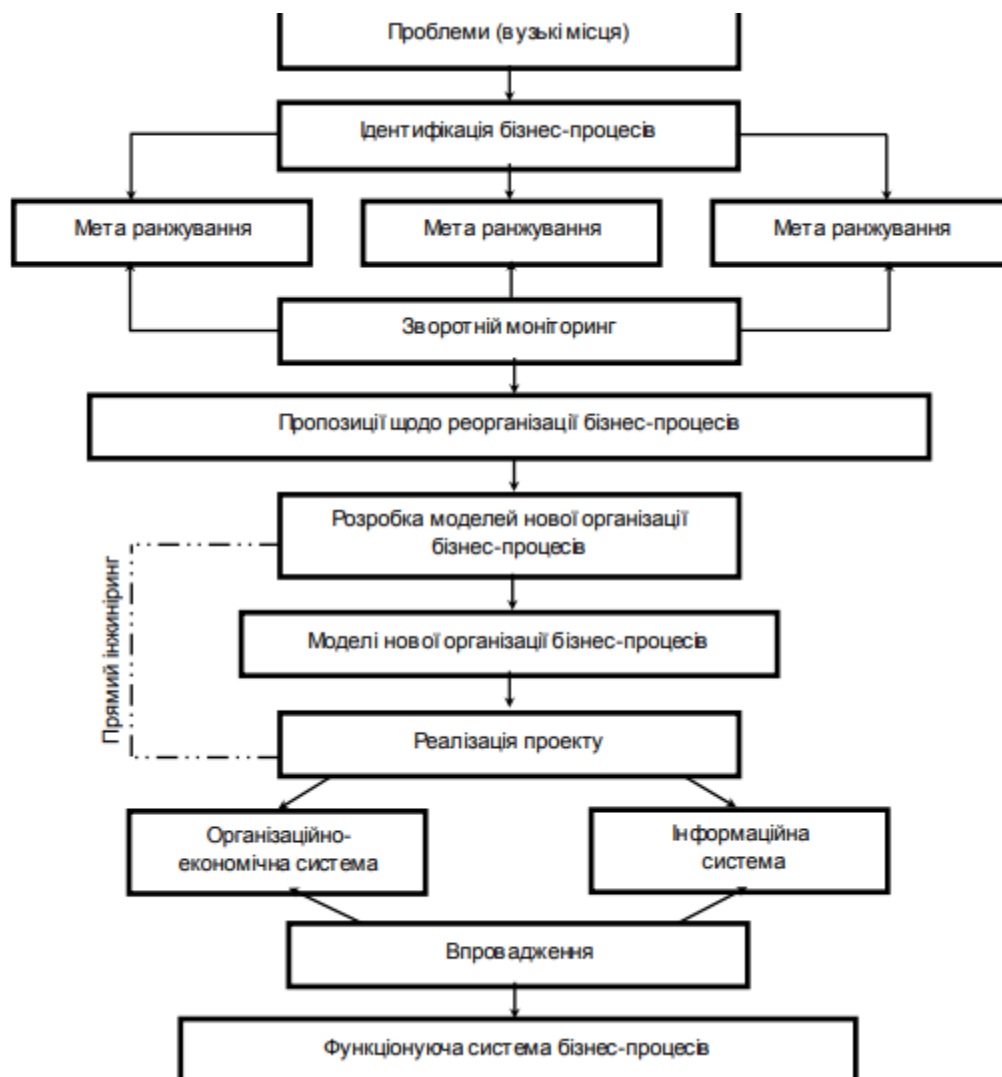 Проблеми (вузькі місця)
Ідентифікація бізнес-процесів
Мета ранжування
Мета ранжування
Мета ранжування
Зворотній моніторинг
Пропозиції щодо реорганізації бізнес-процесів
Розробка моделей нової організації
бізнес-процесів
Прямий інжиніринг
Моделі нової організації бізнес-процесів
Реалізація проекту
Організаційно-
економічна система
Інформаційна
система
Впровадження
Функціонуюча система бізнес-процесів